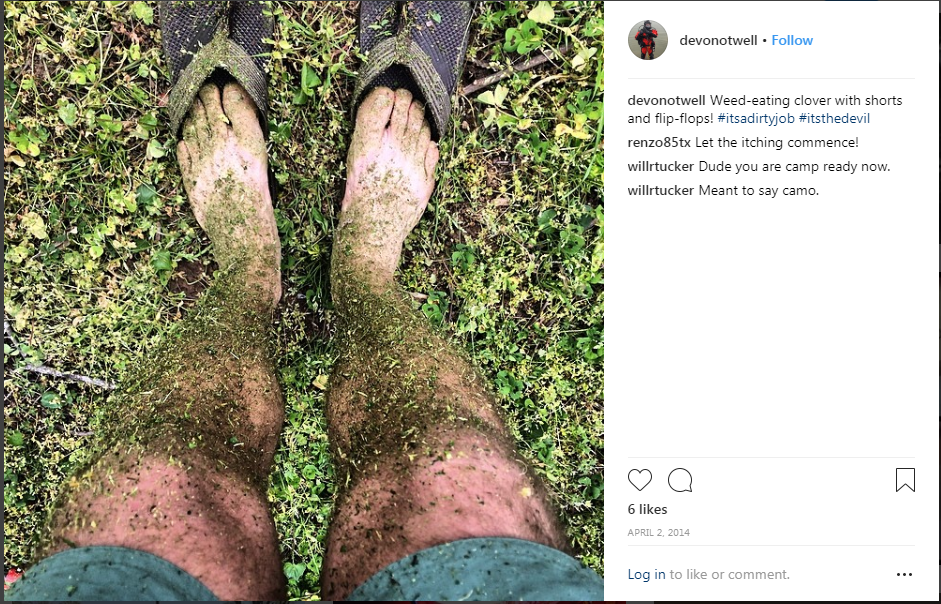 devonotwell • Follow
devonotwell Weed-eating clover with shorts
and flip-flops! #itsadirtyjob #itsthedevil
renzo85tx Let the itching commence!
willrtucker Dude you are camp ready now.
willrtucker Meant to say camo.
6 likes
APRIL 2, 2014
Log in to like or comment.